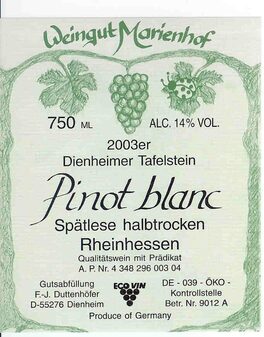 Weingut Marienhof
750 ML
ALC. 14% VOL.
2003er
Dienheimer Tafelstein
Pinot blanc
Spätlese halbtrocken
Rheinhessen
Qualitätswein mit Prädikat
A. P. Nr. 4 348 296 003 04
Gutsabfüllung
F.-J. Duttenhöfer
D-55276 Dienheim
ECO VIN
DE - 039 - ÖKO -
Kontrollstelle
Betr. Nr. 9012 A
Produce of Germany